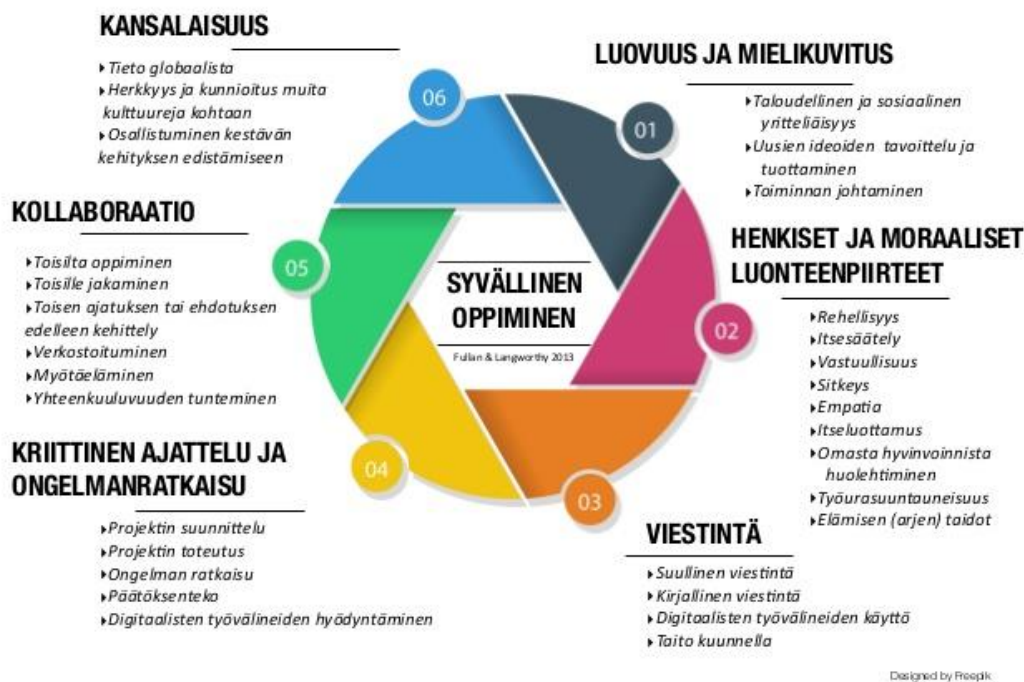 KANSALAISUUS
▸Tieto globaalista
▸Herkkyys ja kunnioitus muita
kulttuureja kohtaan
▸Osallistuminen kestävän
kehityksen edistämiseen
06
LUOVUUS JA MIELIKUVITUS
▸Taloudellinen ja sosiaalinen
yritteliäisyys
▸Uusien ideoiden tavoittelu ja
tuottaminen
▸Toiminnan johtaminen
01
KOLLABORAATIO
▸Toisilta oppiminen
▸Toisille jakaminen
▸Toisen ajatuksen tai ehdotuksen
edelleen kehittely
▸Verkostoituminen
▸Myötäeläminen
▸Yhteenkuuluvuuden tunteminen
05
SYVÄLLINEN
OPPIMINEN
Fullan & Langworthy 2013
HENKISET JA MORAALISET
LUONTEENPIIRTEET
▸Rehellisyys
▸Itsesäätely
▸Vastuullisuus
▸Sitkeys
▸Empatia
▸Itseluottamus
▸Omasta hyvinvoinnista
huolehtiminen
▸Työurasuuntauneisuus
▸Elämisen (arjen) taidot
02
KRIITTINEN AJATTELU JA
ONGELMANRATKAISU
▸Projektin suunnittelu
▸Projektin toteutus
▸Ongelman ratkaisu
▸Päätöksenteko
▸Digitaalisten työvälineiden hyödyntäminen
04
03
VIESTINTÄ
▸Suullinen viestintä
▸Kirjallinen viestintä
▸Digitaalisten työvälineiden käyttö
▸Taito kuunnella
Designed by Freepik